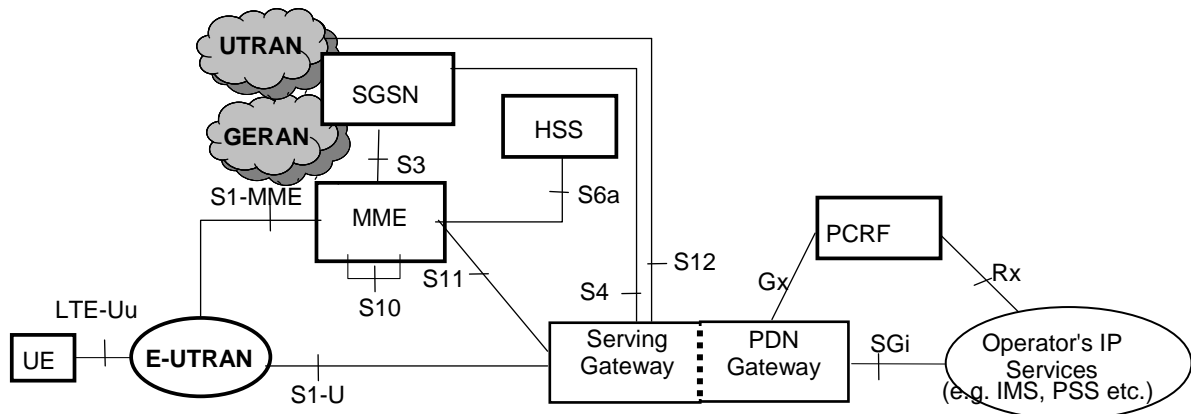 UTRAN
SGSN
HSS
GERAN
S3
S1-MME
S6a
MME
PCRF
S11
S12
S10
S4
Gx
Rx
LTE-Uu
UE
E-UTRAN
Serving
Gateway
PDN
Gateway
SGi
Operator's IP
Services
(e.g. IMS, PSS etc.)
S1-U